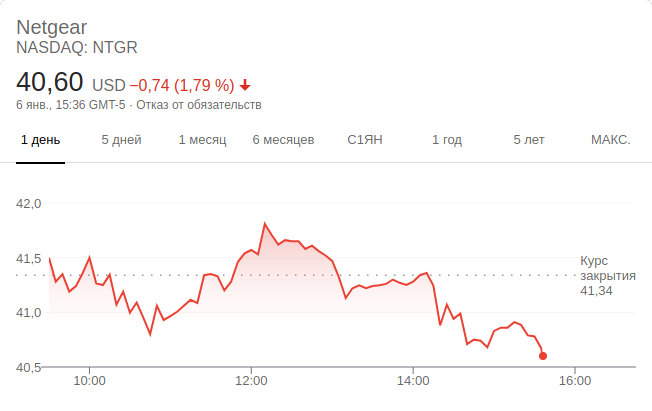 Netgear
NASDAQ: NTGR
40,60 USD −0,74 (1,79 %)
6 янв., 15:36 GMT-5 · Отказ от обязательств
1 день 5 дней 1 месяц 6 месяцев С1ЯН 1 год 5 лет МАКС.
42,0
41,5
41,0
40,5
Курс
закрытия
41,34
10:00 12:00 14:00 16:00